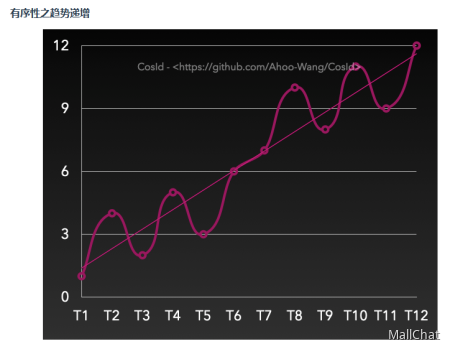 有序性之趋势递增
CosId - <https://github.com/Ahoo-Wang/CosId>
12
9
6
3
0
T1 T2 T3 T4 T5 T6 T7 T8 T9 T10 T11 T12
MallChat